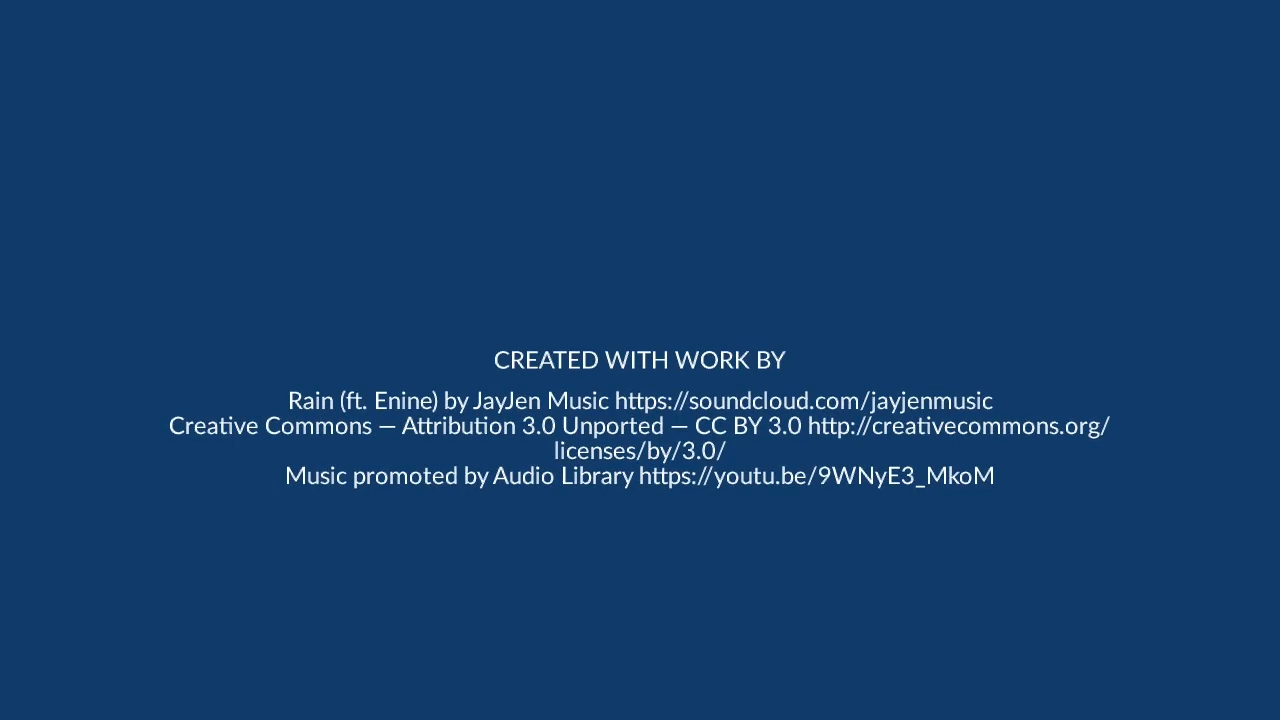 CREATED WITH WORK BY
Rain (ft. Enine) by JayJen Music https://soundcloud.com/jayjenmusic
Creative Commons — Attribution 3.0 Unported — CC BY 3.0 http://creativecommons.org/
licenses/by/3.0/
Music promoted by Audio Library https://youtu.be/9WNyE3_MkoM